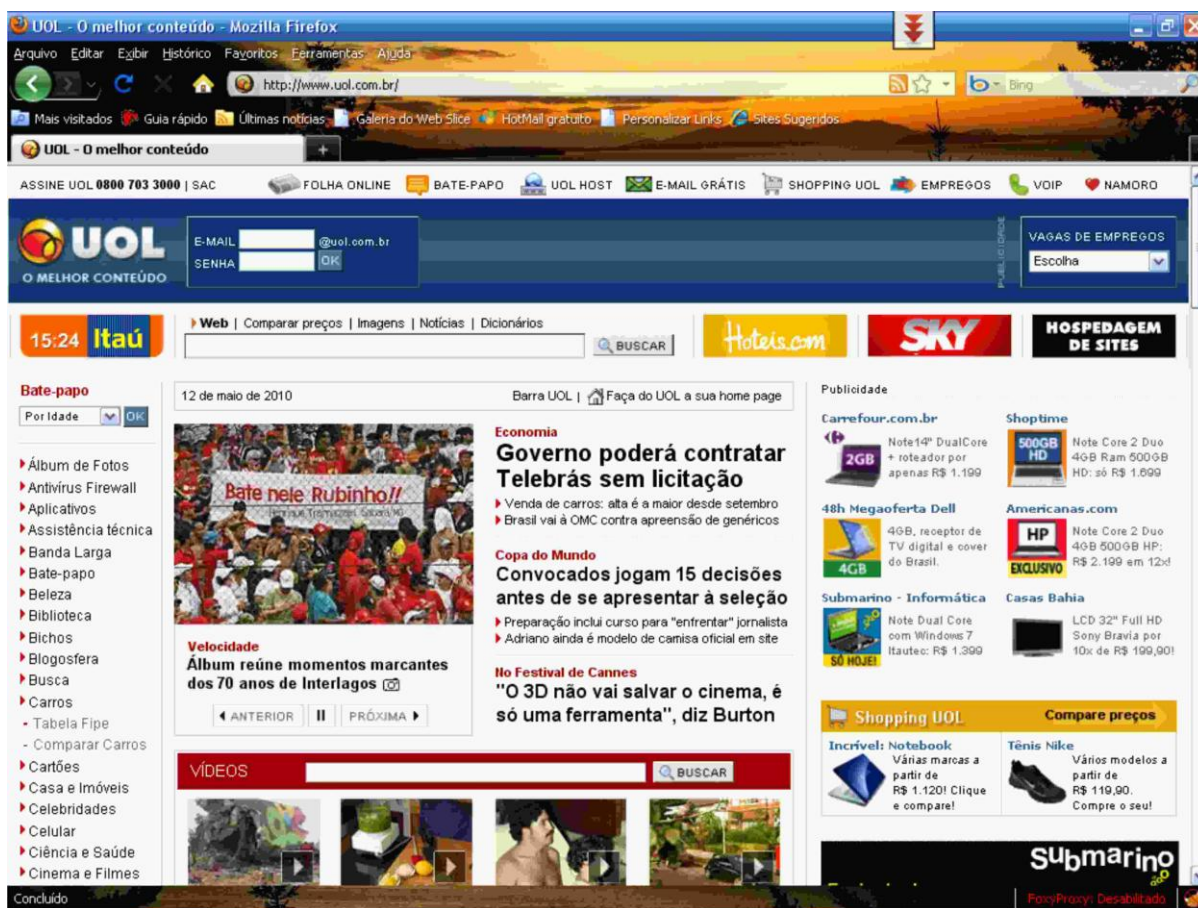 UOL - O melhor conteúdo - Mozilla Firefox
Arquivo Editar Exibir Histórico Favoritos Ferramentas Ajuda
http://www.uol.com.br/
Bing
Mais visitados Guia rápido Últimas notícias Galeria do Web Slice HotMail gratuito Personalizar Links Sites Sugeridos
UOL - O melhor conteúdo
ASSINE UOL 0800 703 3000 | SAC FOLHA ONLINE BATE-PAPO UOL HOST E-MAIL GRÁTIS SHOPPING UOL EMPREGOS VOIP NAMORO
UOL
O MELHOR CONTEÚDO
E-MAIL @uol.com.br
SENHA OK
PUBLICIDADE
VAGAS DE EMPREGOS
Escolha
15:24 Itaú
Web | Comparar preços | Imagens | Notícias | Dicionários
BUSCAR
Hoteis.com
SKY
HOSPEDAGEM
DE SITES
Bate-papo
Por Idade OK
Álbum de Fotos
Antivírus Firewall
Aplicativos
Assistência técnica
Banda Larga
Bate-papo
Beleza
Biblioteca
Bichos
Blogosfera
Busca
Carros
- Tabela Fipe
- Comparar Carros
Cartões
Casa e Imóveis
Celebridades
Celular
Ciência e Saúde
Cinema e Filmes
12 de maio de 2010 Barra UOL | Faça do UOL a sua home page
Bate nele Rubinho!!
Velocidade
Álbum reúne momentos marcantes
dos 70 anos de Interlagos
ANTERIOR PRÓXIMA
Economia
Governo poderá contratar
Telebrás sem licitação
Venda de carros: alta é a maior desde setembro
Brasil vai à OMC contra apreensão de genéricos
Copa do Mundo
Convocados jogam 15 decisões
antes de se apresentar à seleção
Preparação inclui curso para "enfrentar" jornalista
Adriano ainda é modelo de camisa oficial em site
No Festival de Cannes
"O 3D não vai salvar o cinema, é
só uma ferramenta", diz Burton
VÍDEOS BUSCAR
Publicidade
Carrefour.com.br
2GB
Note14" DualCore
+ roteador por
apenas R$ 1.199
Shoptime
500GB
HD
Note Core 2 Duo
4GB Ram 500GB
HD: só R$ 1.699
48h Megaoferta Dell
4GB
4GB, receptor de
TV digital e cover
do Brasil.
Americanas.com
HP
EXCLUSIVO
Note Core 2 Duo
4GB 500GB HP:
R$ 2.199 em 12x!
Submarino - Informática
SÓ HOJE!
Note Dual Core
com Windows 7
Itautec: R$ 1.399
Casas Bahia
LCD 32" Full HD
Sony Bravia por
10x de R$ 199,90!
Shopping UOL Compare preços
Incrível: Notebook
Várias marcas a
partir de
R$ 1.120! Clique
e compare!
Tênis Nike
Vários modelos a
partir de
R$ 119,90.
Compre o seu!
Submarino
Concluído
FoxyProxy: Desabilitado